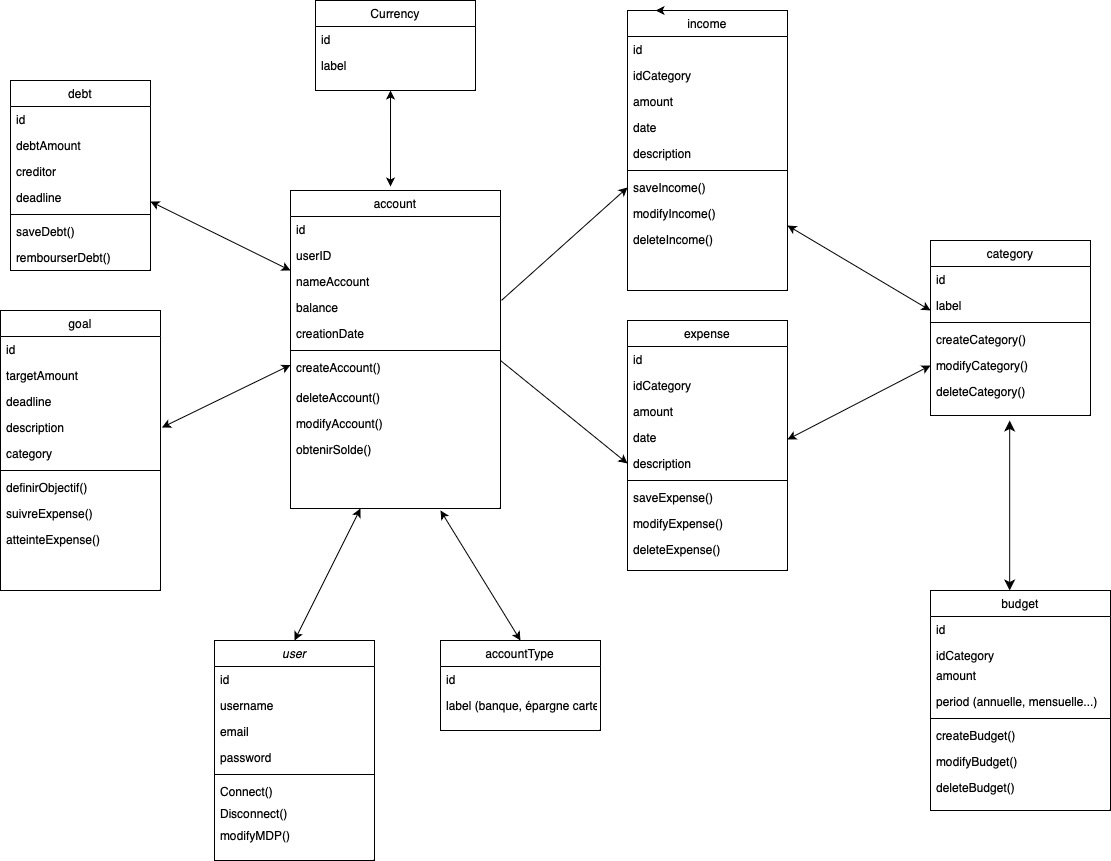 Currency
id
label
income
id
idCategory
amount
date
description
saveIncome()
modifyIncome()
deleteIncome()
debt
id
debtAmount
creditor
deadline
saveDebt()
rembourserDebt()
account
id
userID
nameAccount
balance
creationDate
createAccount()
deleteAccount()
modifyAccount()
obtenirSolde()
category
id
label
createCategory()
modifyCategory()
deleteCategory()
goal
id
targetAmount
deadline
description
category
definirObjectif()
suivreExpense()
atteinteExpense()
expense
id
idCategory
amount
date
description
saveExpense()
modifyExpense()
deleteExpense()
user
id
username
email
password
Connect()
Disconnect()
modifyMDP()
accountType
id
label (banque, épargne carte
budget
id
idCategory
amount
period (annuelle, mensuelle...)
createBudget()
modifyBudget()
deleteBudget()